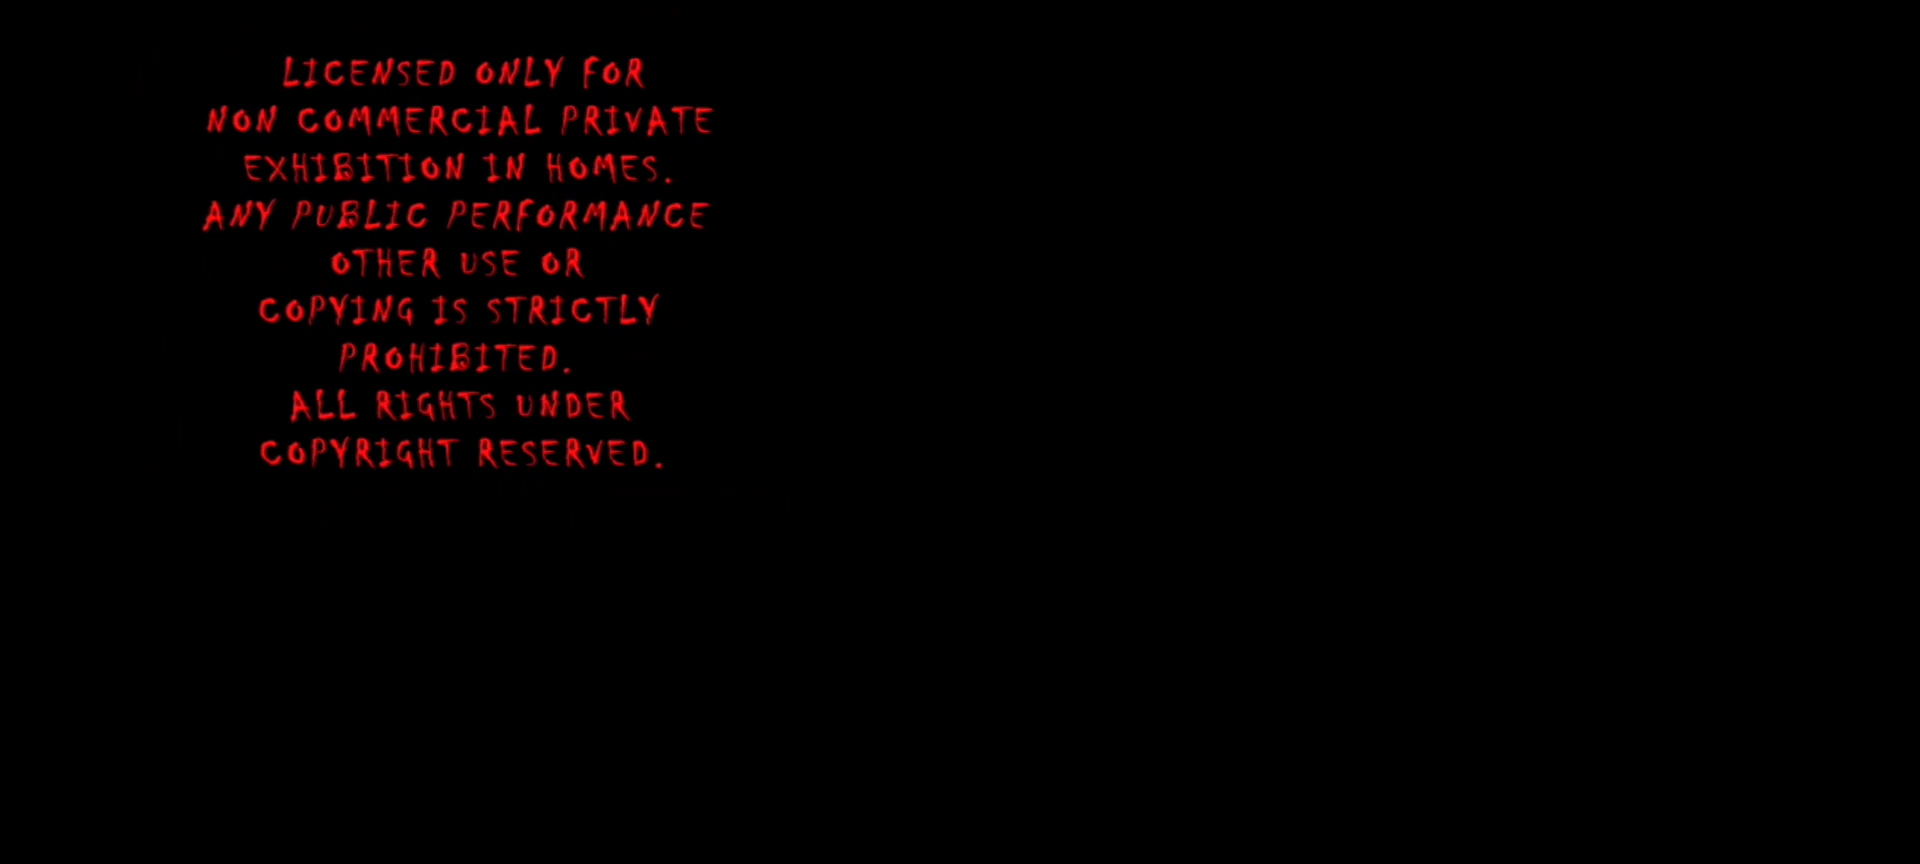 LICENSED ONLY FOR
NON COMMERCIAL PRIVATE
EXHIBITION IN HOMES.
ANY PUBLIC PERFORMANCE
OTHER USE OR
COPYING IS STRICTLY
PROHIBITED.
ALL RIGHTS UNDER
COPYRIGHT RESERVED.